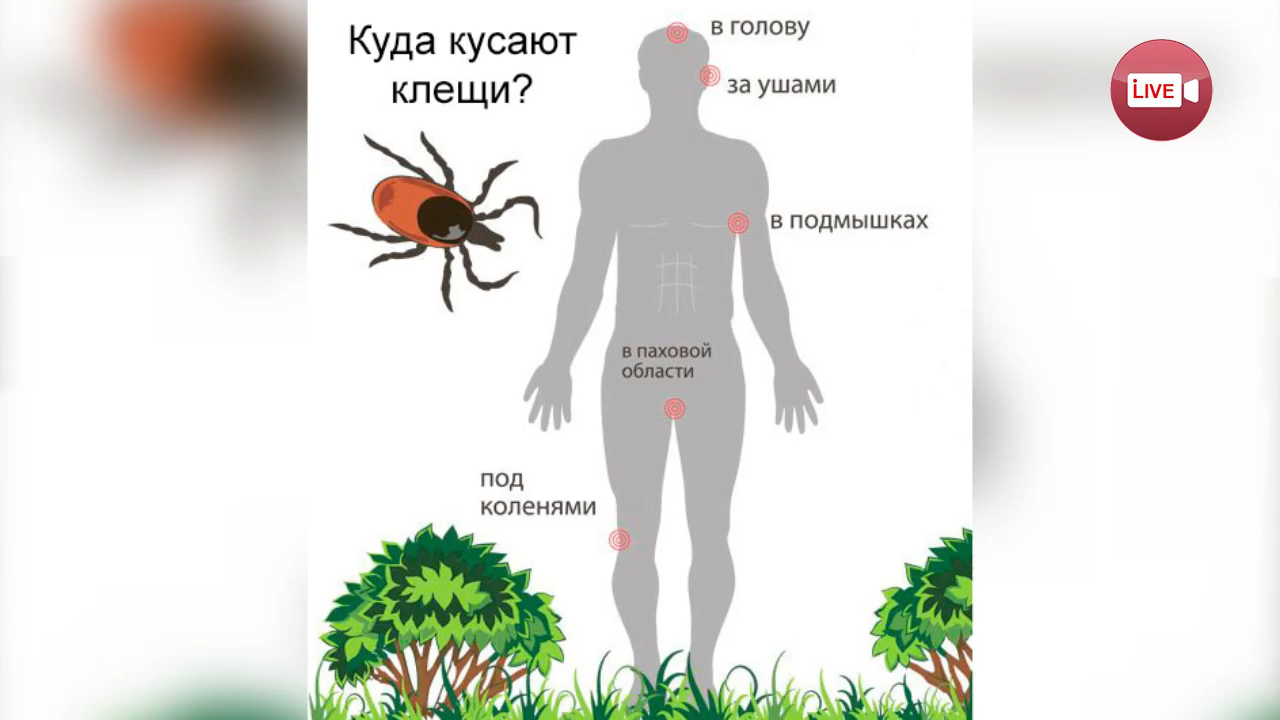 Куда кусают
клещи?
в голову
за ушами
в подмышках
в паховой
области
под
коленями
LIVE